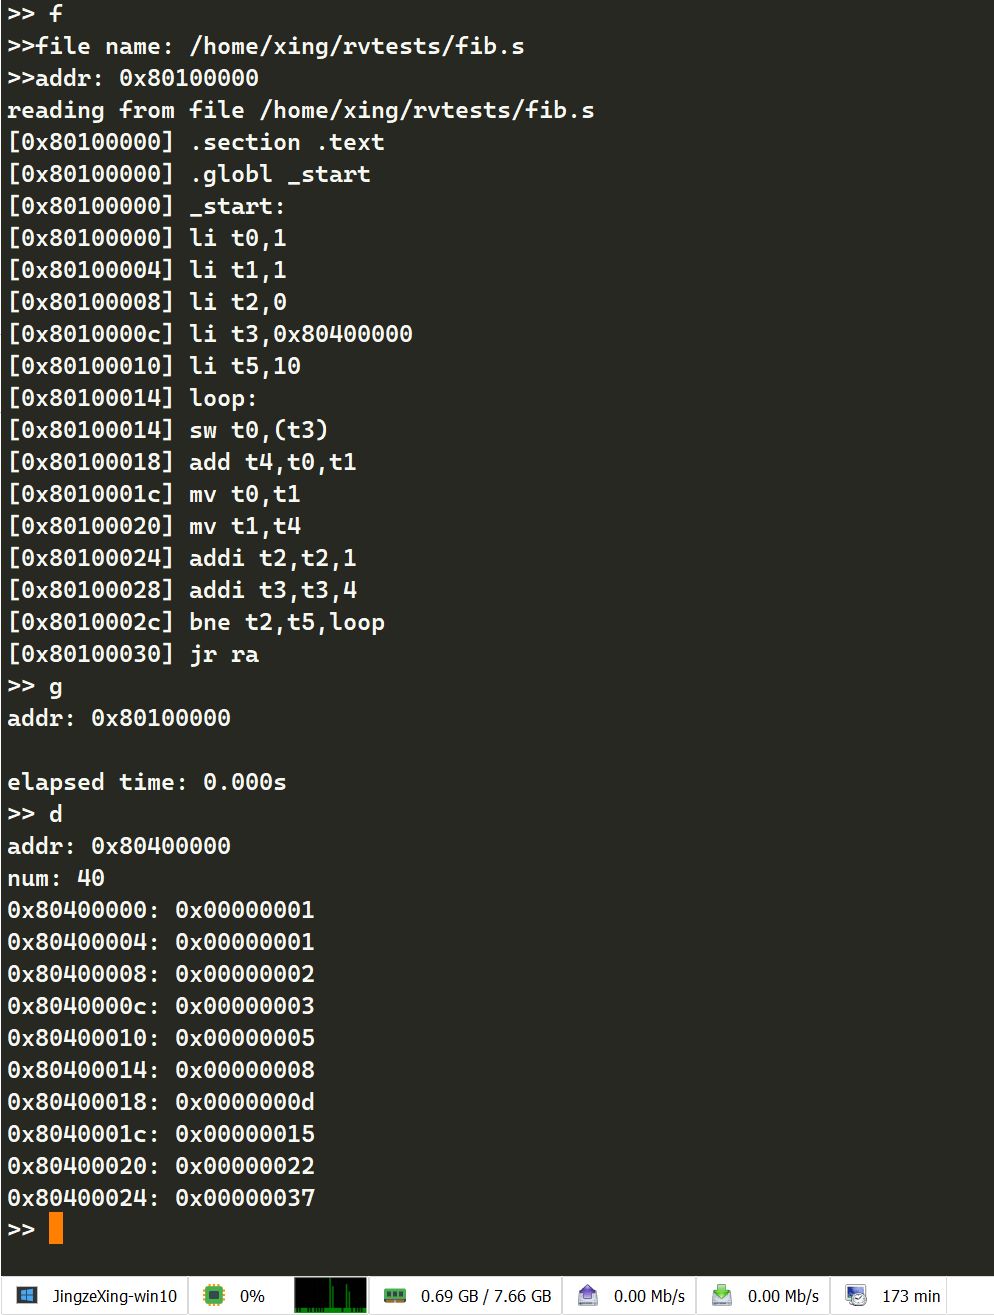 >> f
>>file name: /home/xing/rvtests/fib.s
>>addr: 0x80100000
reading from file /home/xing/rvtests/fib.s
[0x80100000] .section .text
[0x80100000] .globl _start
[0x80100000] _start:
[0x80100000] li t0,1
[0x80100004] li t1,1
[0x80100008] li t2,0
[0x8010000c] li t3,0x80400000
[0x80100010] li t5,10
[0x80100014] loop:
[0x80100014] sw t0,(t3)
[0x80100018] add t4,t0,t1
[0x8010001c] mv t0,t1
[0x80100020] mv t1,t4
[0x80100024] addi t2,t2,1
[0x80100028] addi t3,t3,4
[0x8010002c] bne t2,t5,loop
[0x80100030] jr ra
>> g
addr: 0x80100000
elapsed time: 0.000s
>> d
addr: 0x80400000
num: 40
0x80400000: 0x00000001
0x80400004: 0x00000001
0x80400008: 0x00000002
0x8040000c: 0x00000003
0x80400010: 0x00000005
0x80400014: 0x00000008
0x80400018: 0x0000000d
0x8040001c: 0x00000015
0x80400020: 0x00000022
0x80400024: 0x00000037
>>
JingzeXing-win10 0% 0.69 GB / 7.66 GB 0.00 Mb/s 0.00 Mb/s 173 min